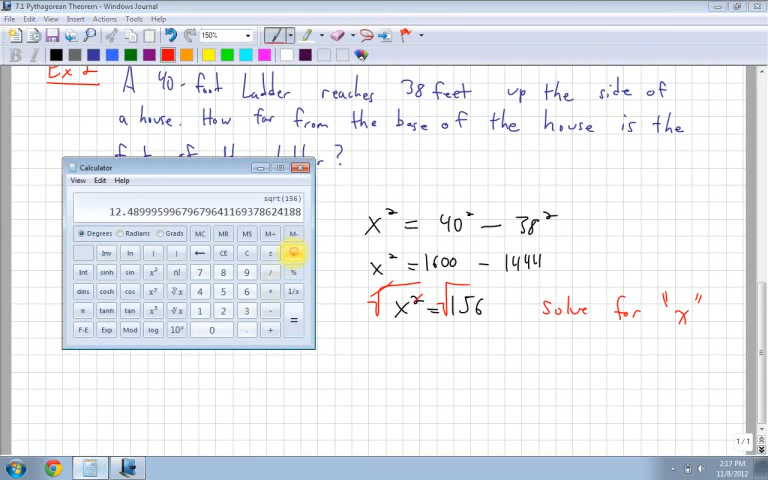 7.1 Pythagorean Theorem - Windows Journal
File Edit View Insert Actions Tools Help
150%
B I
Ex 2 A 40-foot Ladder reaches 38 feet up the side of
a house. How far from the base of the house is the
?
Calculator
View Edit Help
sqrt(156)
12.489995996796796411693786241 88
Degrees Radians Grads MC MR MS M+ M-
Inv ln ( ) ← CE C ±
Int sinh sin x² n! 7 8 9 / %
dms cosh cos xʸ ʸ√x 4 5 6 * 1/x
π tanh tan x³ ³√x 1 2 3 - =
F-E Exp Mod log 10ˣ 0 . +
x² = 40² — 38²
x² = 1600 - 1444
√x² = √156 solve for "x"
1/1
2:17 PM
11/8/2012